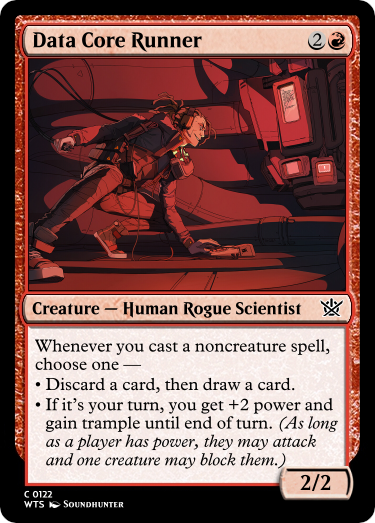 Data Core Runner 2
Creature — Human Rogue Scientist
Whenever you cast a noncreature spell,
choose one —
• Discard a card, then draw a card.
• If it's your turn, you get +2 power and
gain trample until end of turn. (As long
as a player has power, they may attack
and one creature may block them.)
2/2
C 0122
WTS SOUNDHUNTER